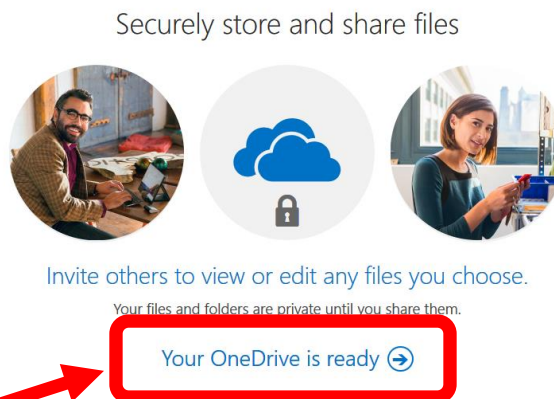 Securely store and share files
Invite others to view or edit any files you choose.
Your files and folders are private until you share them.
Your OneDrive is ready